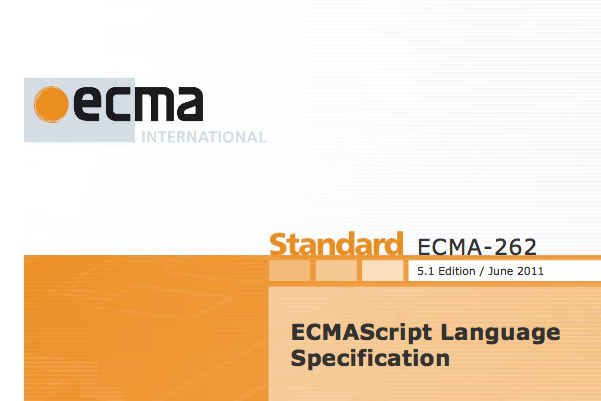 ecma
INTERNATIONAL
Standard ECMA-262
5.1 Edition / June 2011
ECMAScript Language
Specification